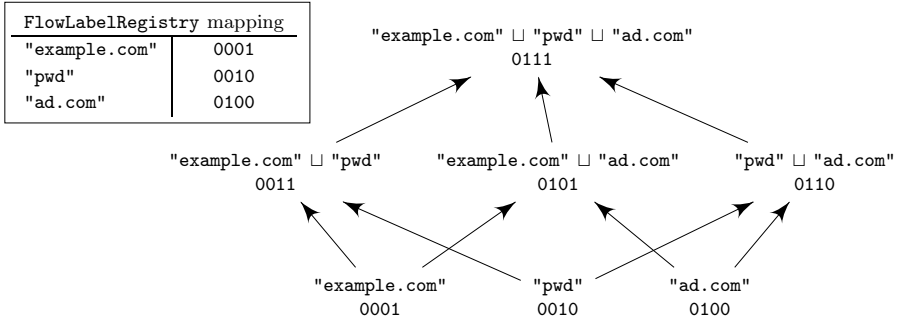 FlowLabelRegistry mapping
"example.com" 0001
"pwd" 0010
"ad.com" 0100
"example.com" ⊔ "pwd" ⊔ "ad.com"
0111
"example.com" ⊔ "pwd" "example.com" ⊔ "ad.com" "pwd" ⊔ "ad.com"
0011 0101 0110
"example.com" "pwd" "ad.com"
0001 0010 0100